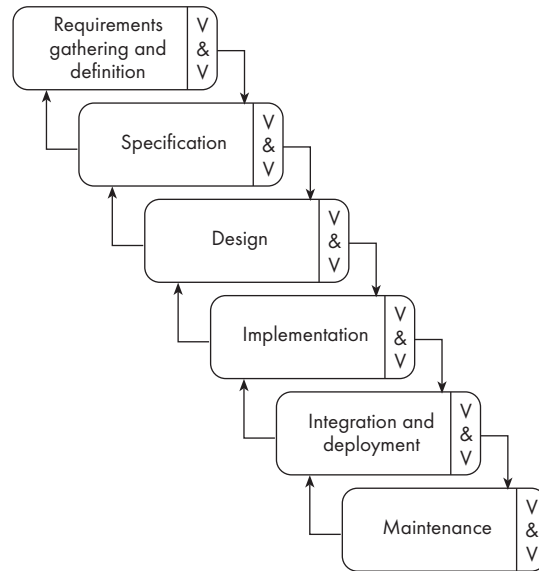 Requirements
gathering and
definition
V
&
V
Specification
V
&
V
Design
V
&
V
Implementation
V
&
V
Integration and
deployment
V
&
V
Maintenance
V
&
V